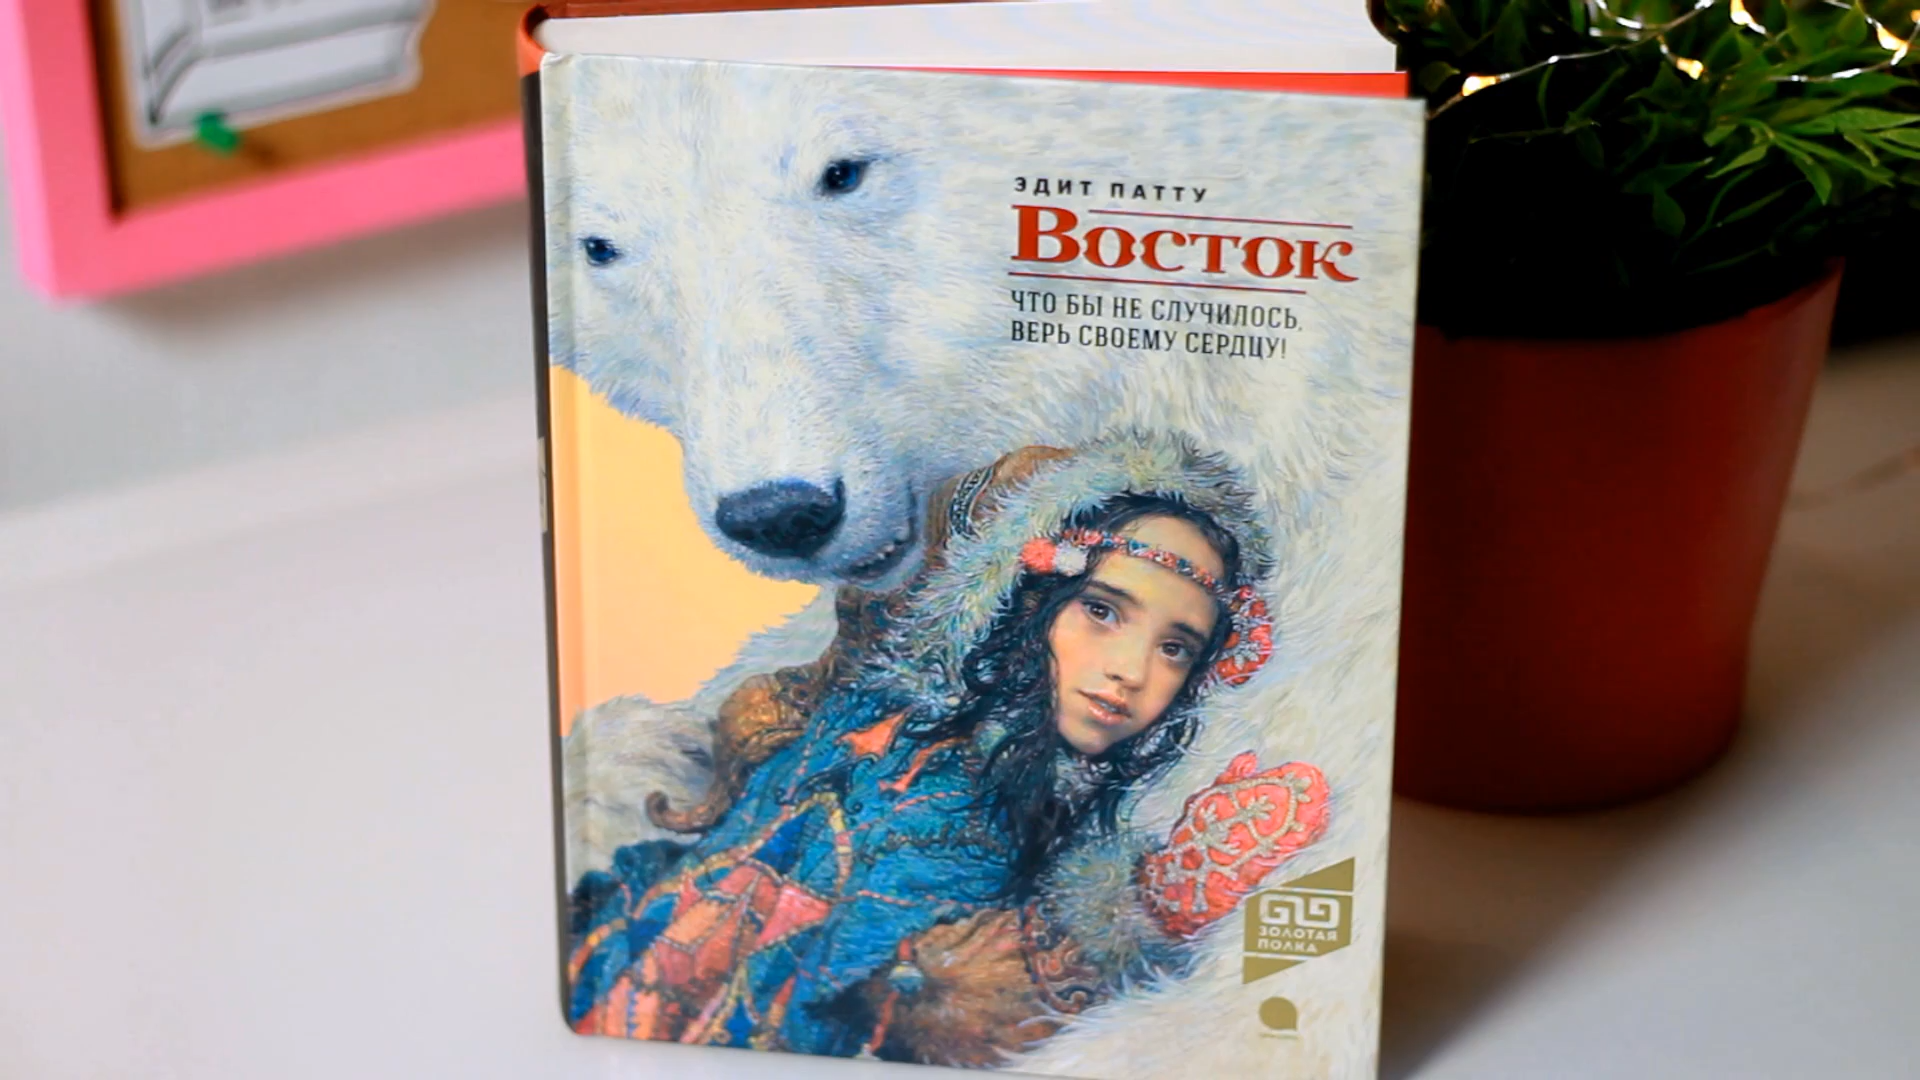 ЭДИТ ПАТТУ
ВОСТОК
ЧТО БЫ НЕ СЛУЧИЛОСЬ,
ВЕРЬ СВОЕМУ СЕРДЦУ!
ЗОЛОТАЯ
ПОЛКА